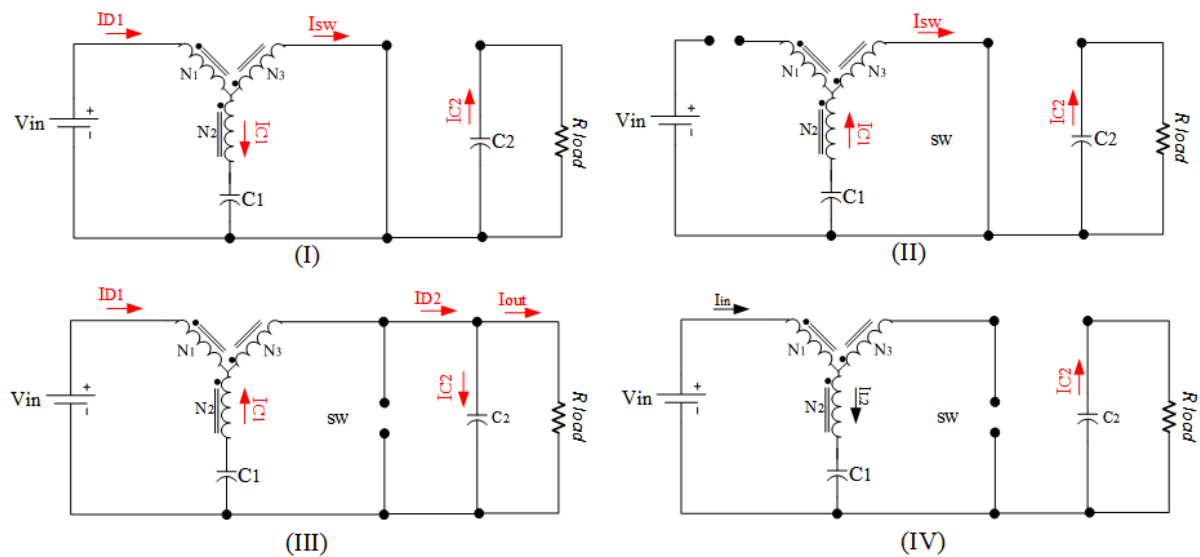 ID1
Isw
N1
N3
Vin
+
-
N2
IC1
C1
IC2
C2
R load
(I)
Isw
N1
N3
Vin
+
-
N2
IC1
sw
C1
IC2
C2
R load
(II)
ID1
ID2
Iout
N1
N3
Vin
+
-
N2
IC1
sw
C1
IC2
C2
R load
(III)
Iin
N1
N3
Vin
+
-
N2
IL2
sw
C1
IC2
C2
R load
(IV)